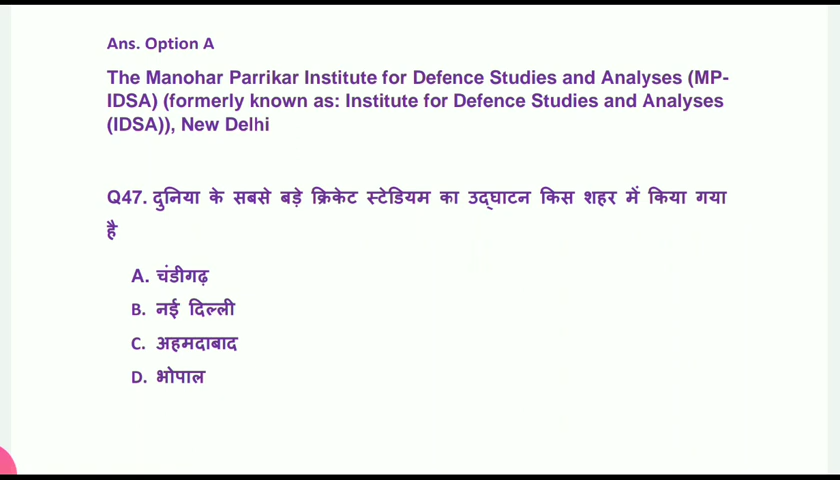 Ans. Option A
The Manohar Parrikar Institute for Defence Studies and Analyses (MP-
IDSA) (formerly known as: Institute for Defence Studies and Analyses
(IDSA)), New Delhi
Q47. दुनिया के सबसे बड़े क्रिकेट स्टेडियम का उद्घाटन किस शहर में किया गया
है
A. चंडीगढ़
B. नई दिल्ली
C. अहमदाबाद
D. भोपाल